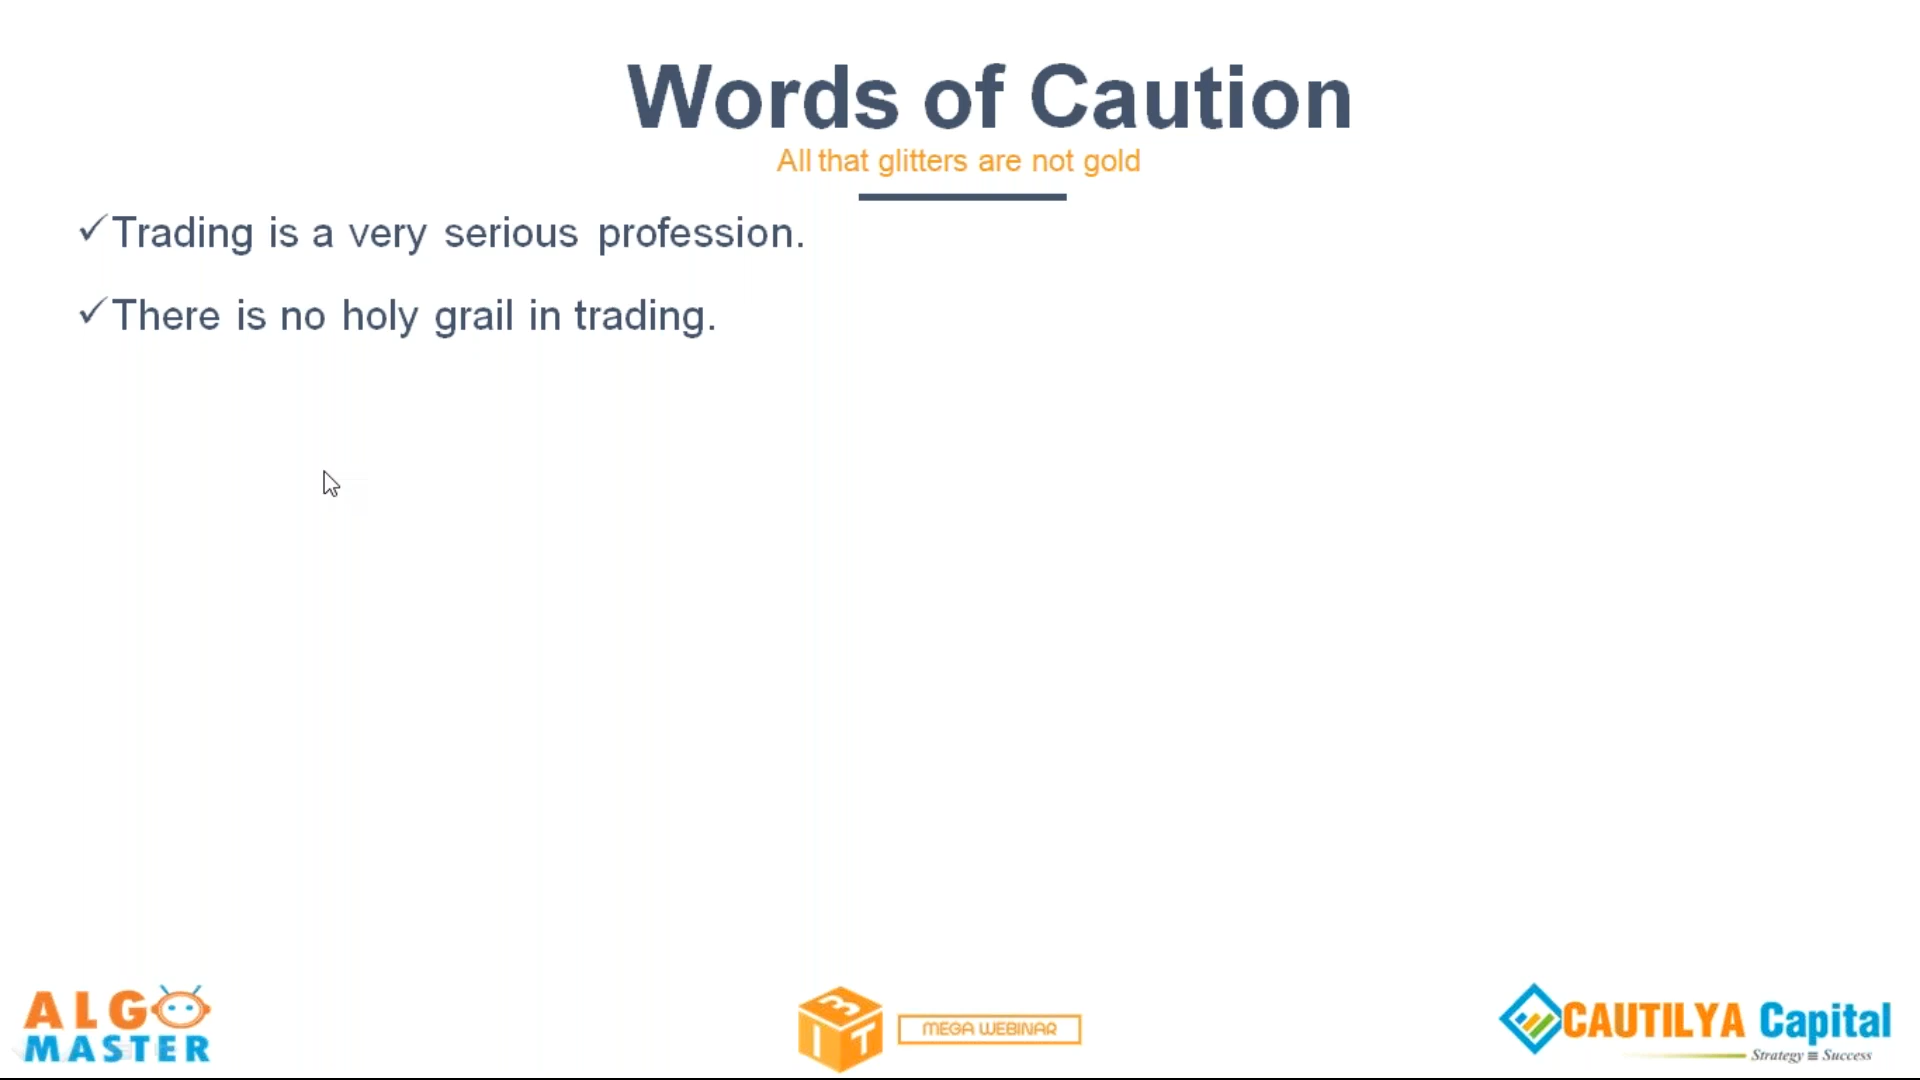 Words of Caution
All that glitters are not gold
✓Trading is a very serious profession.
✓There is no holy grail in trading.
ALGO
MASTER
3
I T
MEGA WEBINAR
CAUTILYA Capital
Strategy ≡ Success